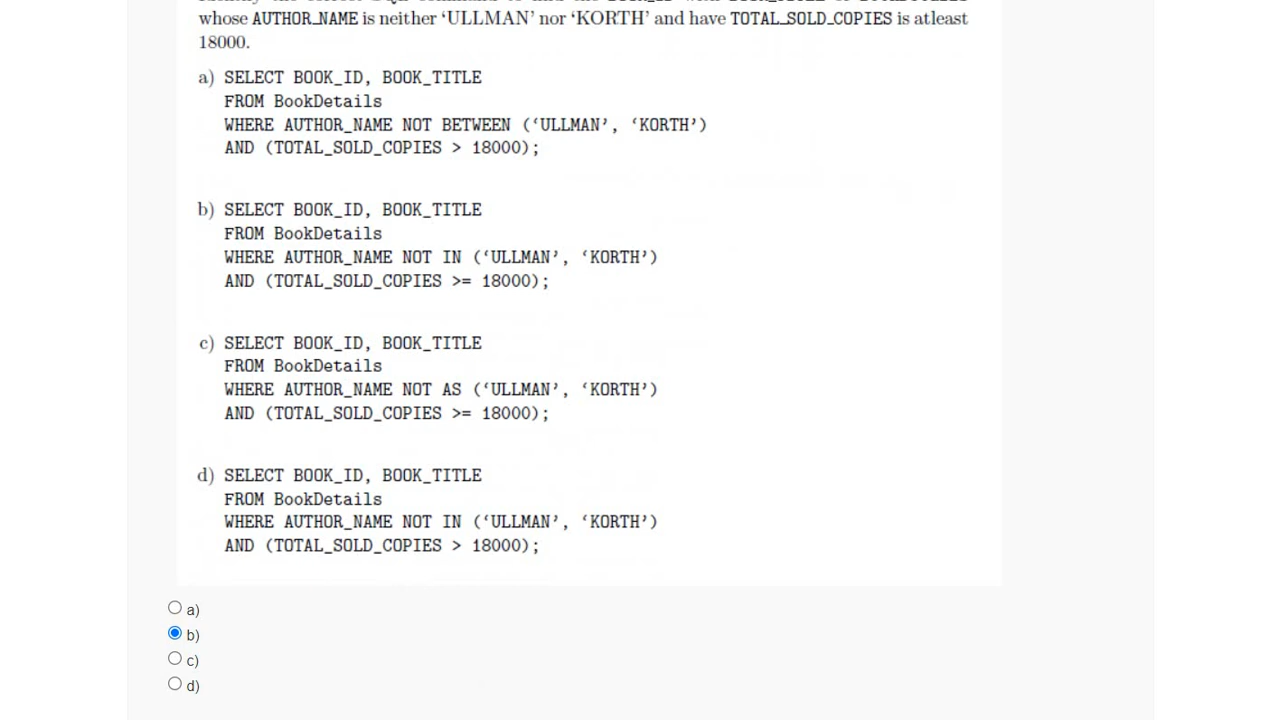 whose AUTHOR_NAME is neither ‘ULLMAN’ nor ‘KORTH’ and have TOTAL_SOLD_COPIES is atleast
18000.
a) SELECT BOOK_ID, BOOK_TITLE
FROM BookDetails
WHERE AUTHOR_NAME NOT BETWEEN (‘ULLMAN’, ‘KORTH’)
AND (TOTAL_SOLD_COPIES > 18000);
b) SELECT BOOK_ID, BOOK_TITLE
FROM BookDetails
WHERE AUTHOR_NAME NOT IN (‘ULLMAN’, ‘KORTH’)
AND (TOTAL_SOLD_COPIES >= 18000);
c) SELECT BOOK_ID, BOOK_TITLE
FROM BookDetails
WHERE AUTHOR_NAME NOT AS (‘ULLMAN’, ‘KORTH’)
AND (TOTAL_SOLD_COPIES >= 18000);
d) SELECT BOOK_ID, BOOK_TITLE
FROM BookDetails
WHERE AUTHOR_NAME NOT IN (‘ULLMAN’, ‘KORTH’)
AND (TOTAL_SOLD_COPIES > 18000);
a)
b)
c)
d)